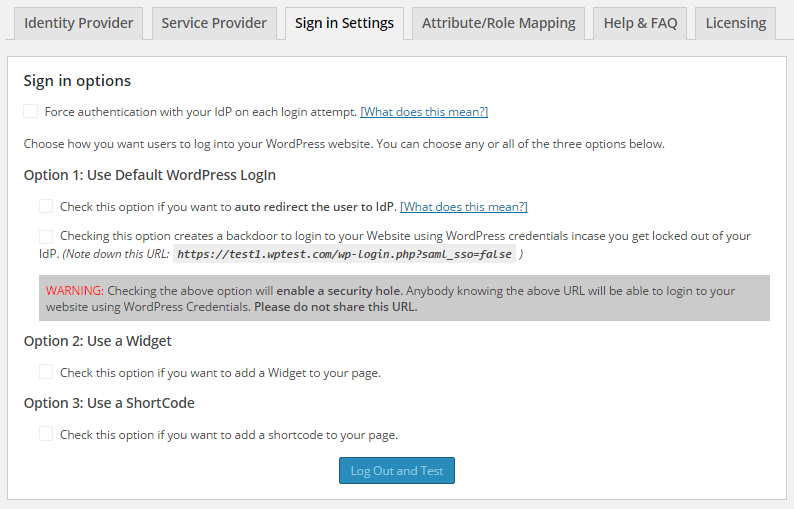 Identity Provider
Service Provider
Sign in Settings
Attribute/Role Mapping
Help & FAQ
Licensing
Sign in options
Force authentication with your IdP on each login attempt. [What does this mean?]
Choose how you want users to log into your WordPress website. You can choose any or all of the three options below.
Option 1: Use Default WordPress LogIn
Check this option if you want to auto redirect the user to IdP. [What does this mean?]
Checking this option creates a backdoor to login to your Website using WordPress credentials incase you get locked out of your
IdP. (Note down this URL: https://test1.wptest.com/wp-login.php?saml_sso=false )
WARNING: Checking the above option will enable a security hole. Anybody knowing the above URL will be able to login to your
website using WordPress Credentials. Please do not share this URL.
Option 2: Use a Widget
Check this option if you want to add a Widget to your page.
Option 3: Use a ShortCode
Check this option if you want to add a shortcode to your page.
Log Out and Test